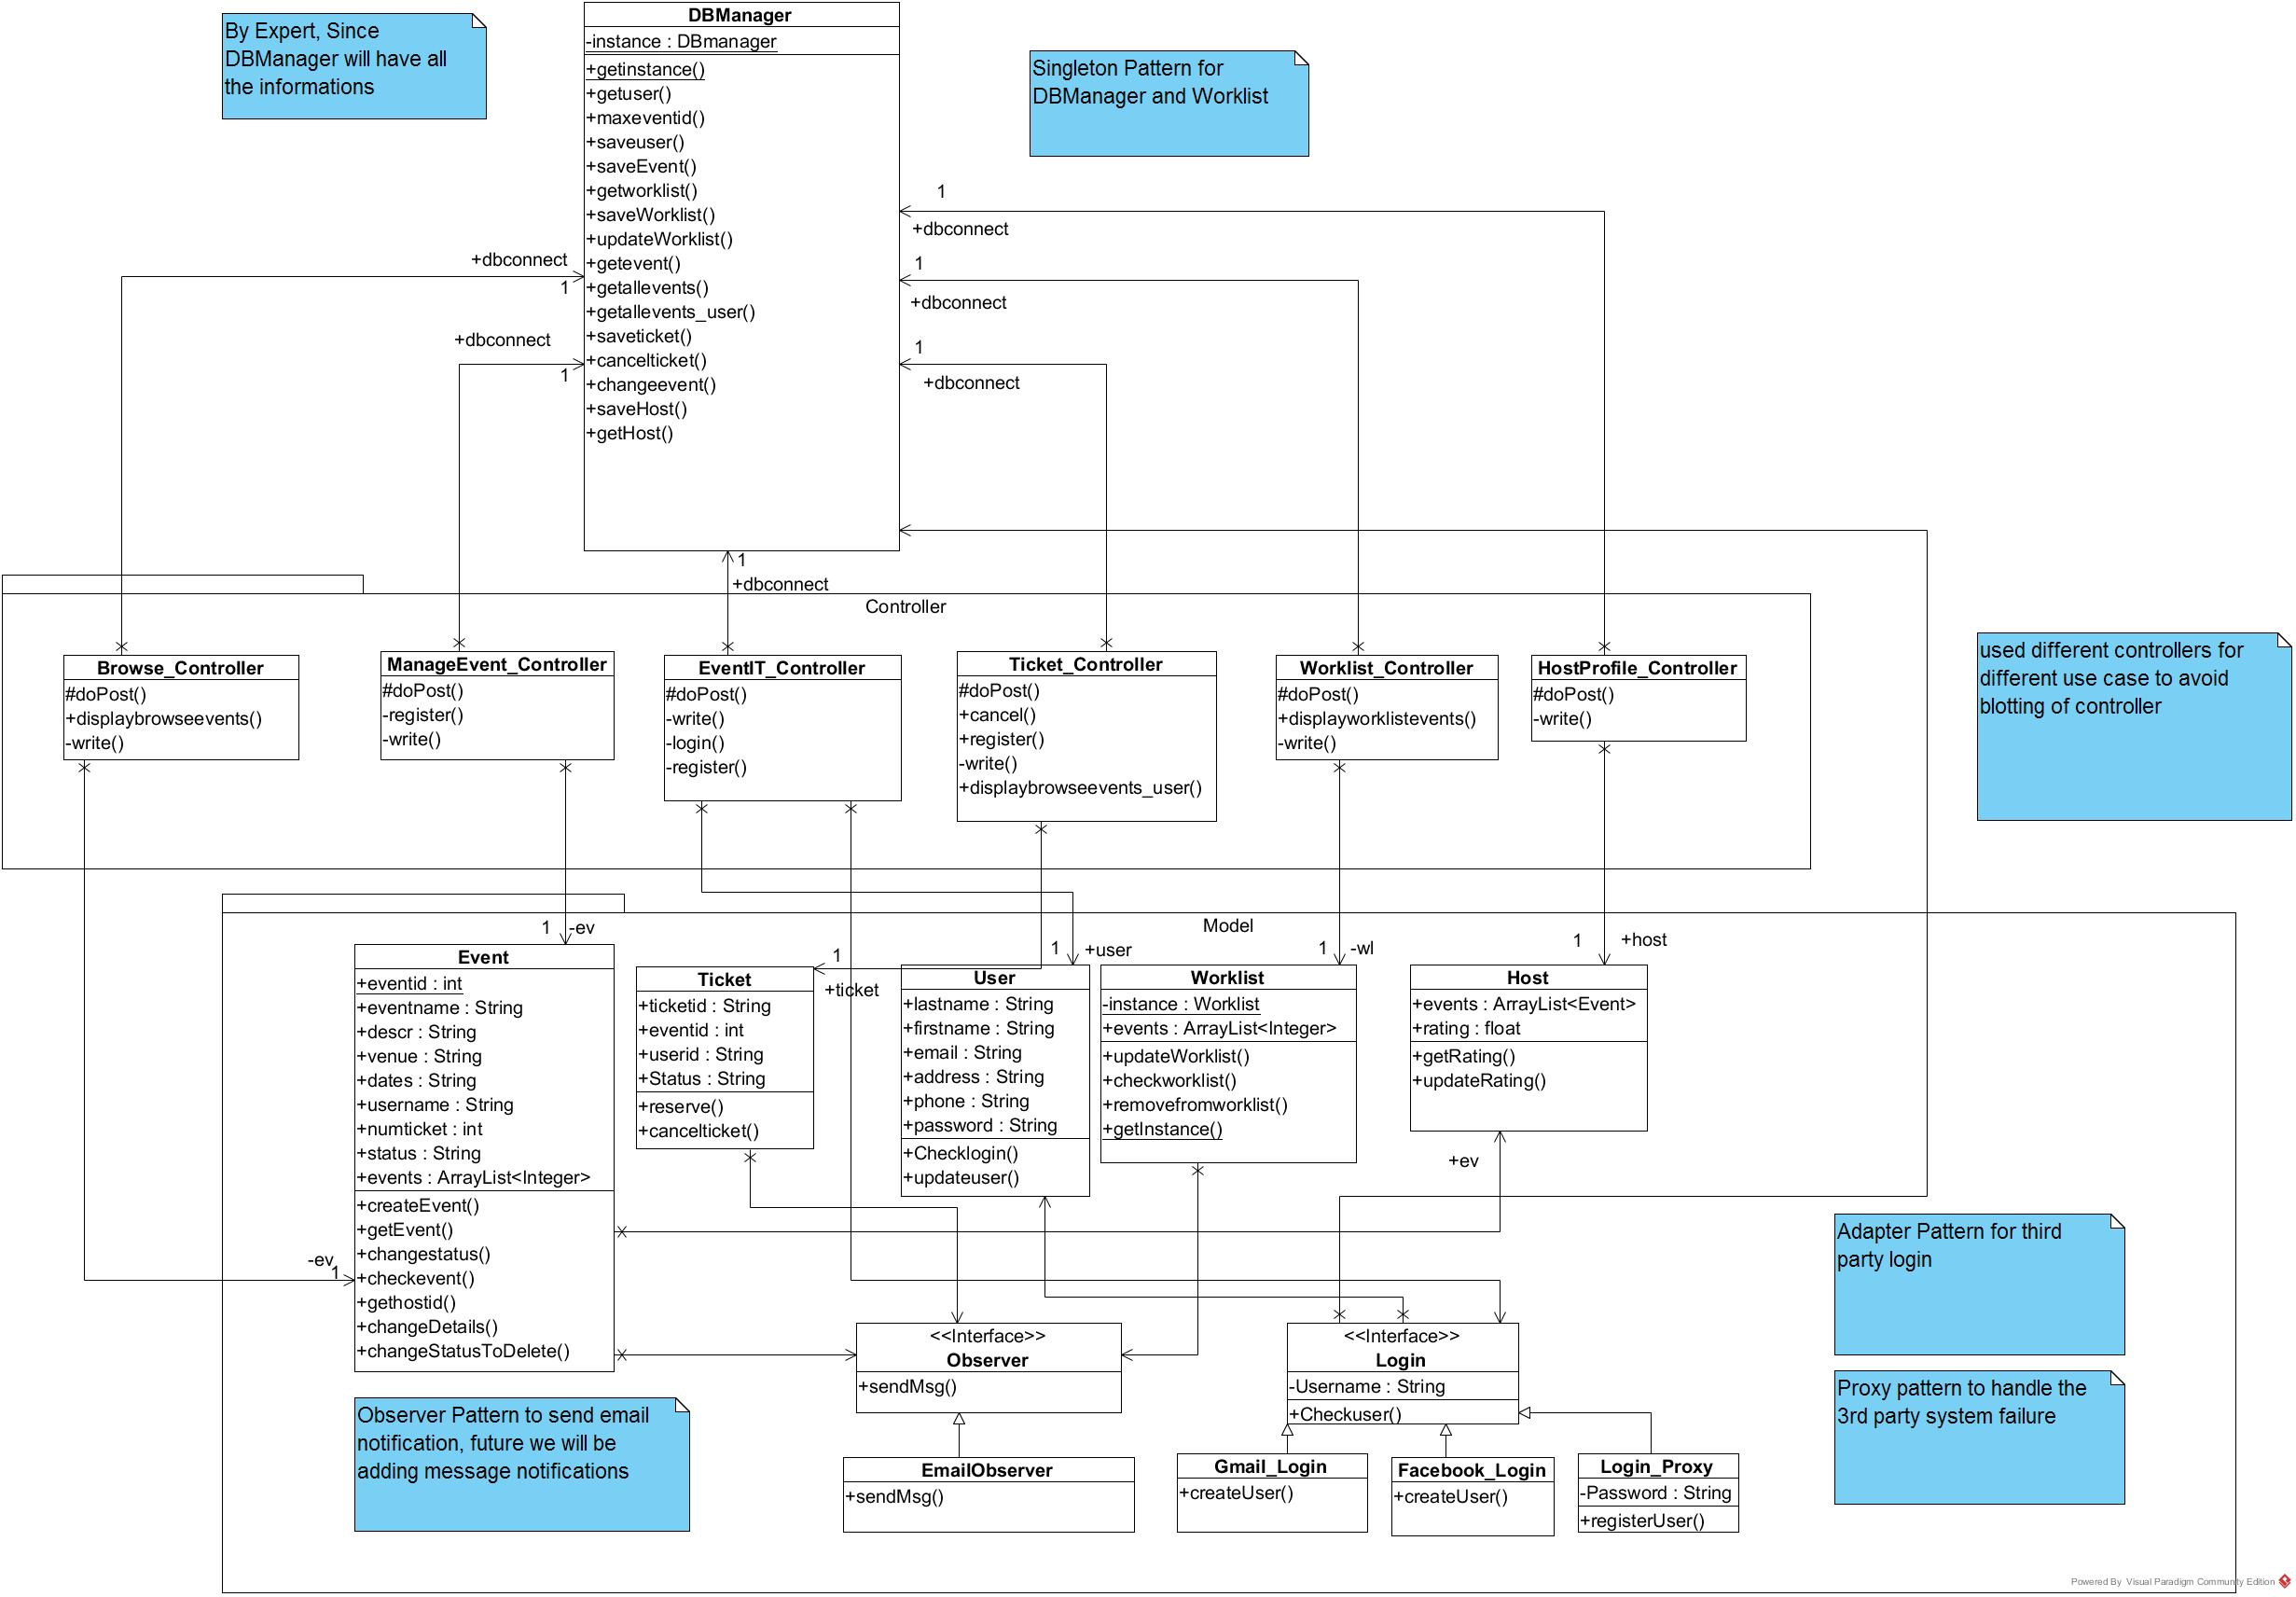 By Expert, Since
DBManager will have all
the informations
DBManager
-instance : DBmanager
+getinstance()
+getuser()
+maxeventid()
+saveuser()
+saveEvent()
+getworklist()
+saveWorklist()
+updateWorklist()
+getevent()
+getallevents()
+getallevents_user()
+saveticket()
+cancelticket()
+changeevent()
+saveHost()
+getHost()
Singleton Pattern for
DBManager and Worklist
1
+dbconnect
+dbconnect
1
1
+dbconnect
+dbconnect
1
1
+dbconnect
1
+dbconnect
Controller
Browse_Controller
#doPost()
+displaybrowseevents()
-write()
ManageEvent_Controller
#doPost()
-register()
-write()
EventIT_Controller
#doPost()
-write()
-login()
-register()
Ticket_Controller
#doPost()
+cancel()
+register()
-write()
+displaybrowseevents_user()
Worklist_Controller
#doPost()
+displayworklistevents()
-write()
HostProfile_Controller
#doPost()
-write()
used different controllers for
different use case to avoid
blotting of controller
Model
1
-ev
1
+ticket
1
+user
1
-wl
1
+host
Event
+eventid : int
+eventname : String
+descr : String
+venue : String
+dates : String
+username : String
+numticket : int
+status : String
+events : ArrayList<Integer>
+createEvent()
+getEvent()
+changestatus()
+checkevent()
+gethostid()
+changeDetails()
+changeStatusToDelete()
Ticket
+ticketid : String
+eventid : int
+userid : String
+Status : String
+reserve()
+cancelticket()
User
+lastname : String
+firstname : String
+email : String
+address : String
+phone : String
+password : String
+Checklogin()
+updateuser()
Worklist
-instance : Worklist
+events : ArrayList<Integer>
+updateWorklist()
+checkworklist()
+removefromworklist()
+getInstance()
Host
+events : ArrayList<Event>
+rating : float
+getRating()
+updateRating()
+ev
-ev
1
Adapter Pattern for third
party login
<<Interface>>
Observer
+sendMsg()
<<Interface>>
Login
-Username : String
+Checkuser()
Proxy pattern to handle the
3rd party system failure
Observer Pattern to send email
notification, future we will be
adding message notifications
EmailObserver
+sendMsg()
Gmail_Login
+createUser()
Facebook_Login
+createUser()
Login_Proxy
-Password : String
+registerUser()
Powered By Visual Paradigm Community Edition